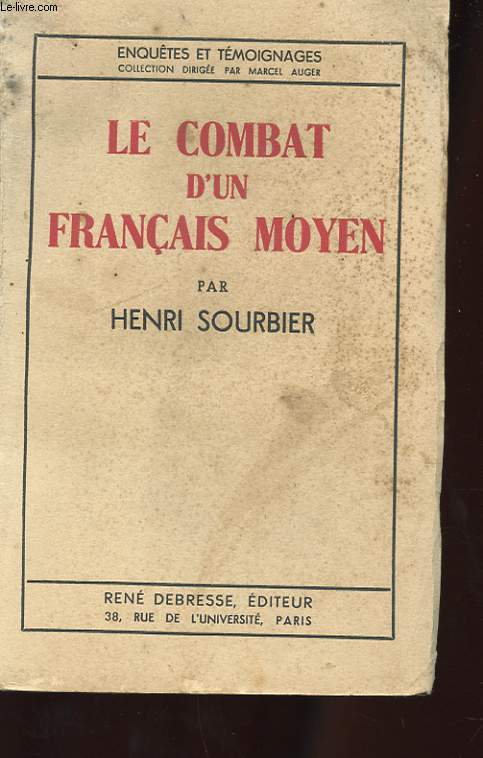 Le-livre.com
ENQUÊTES ET TÉMOIGNAGES
COLLECTION DIRIGÉE PAR MARCEL AUGER
LE COMBAT
D'UN
FRANÇAIS MOYEN
PAR
HENRI SOURBIER
RENÉ DEBRESSE, ÉDITEUR
38, RUE DE L'UNIVERSITÉ, PARIS